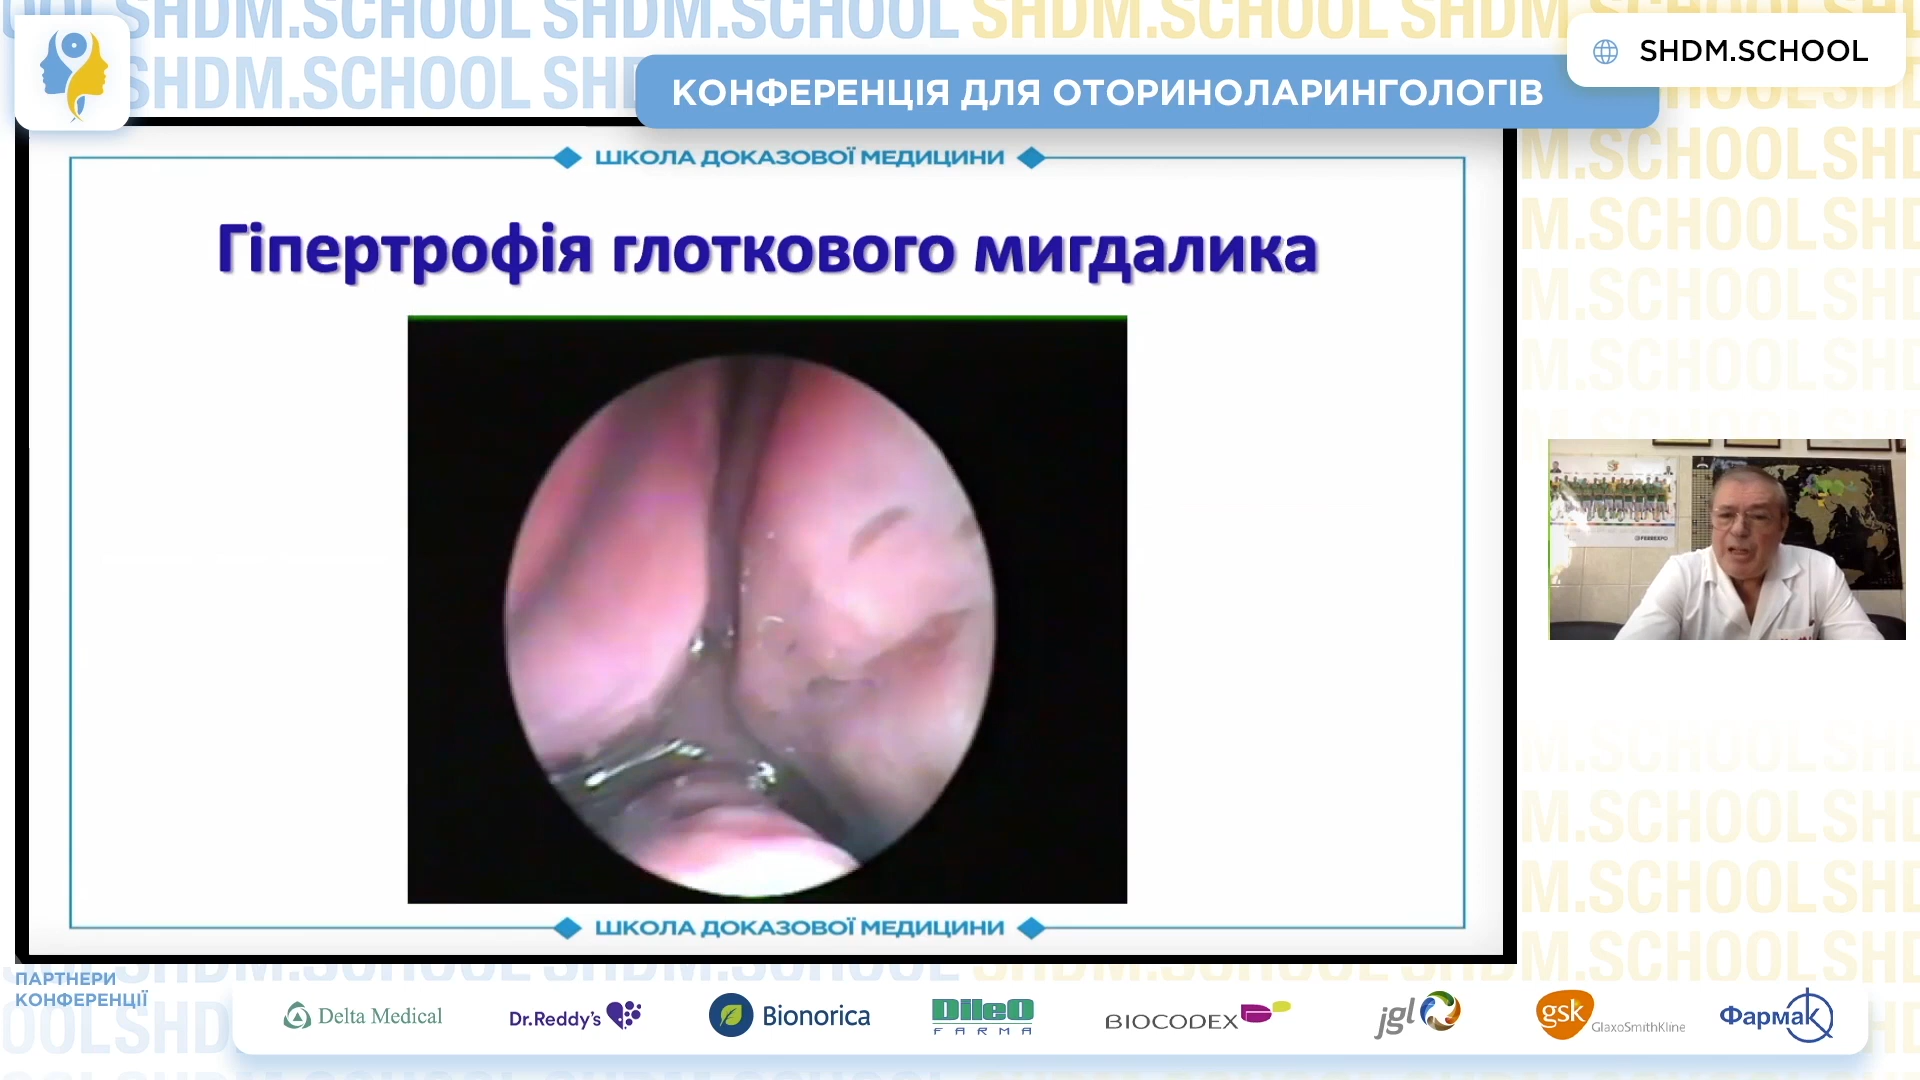 SHDM.SCHOOL
КОНФЕРЕНЦІЯ ДЛЯ ОТОРИНОЛАРИНГОЛОГІВ
ШКОЛА ДОКАЗОВОЇ МЕДИЦИНИ
Гіпертрофія глоткового мигдалика
ШКОЛА ДОКАЗОВОЇ МЕДИЦИНИ
FERREXPO
ПАРТНЕРИ
КОНФЕРЕНЦІЇ
Delta Medical
Dr.Reddy's
Bionorica
DileO
FARMA
BIOCODEX
jgl
gsk
GlaxoSmithKline
Фармак